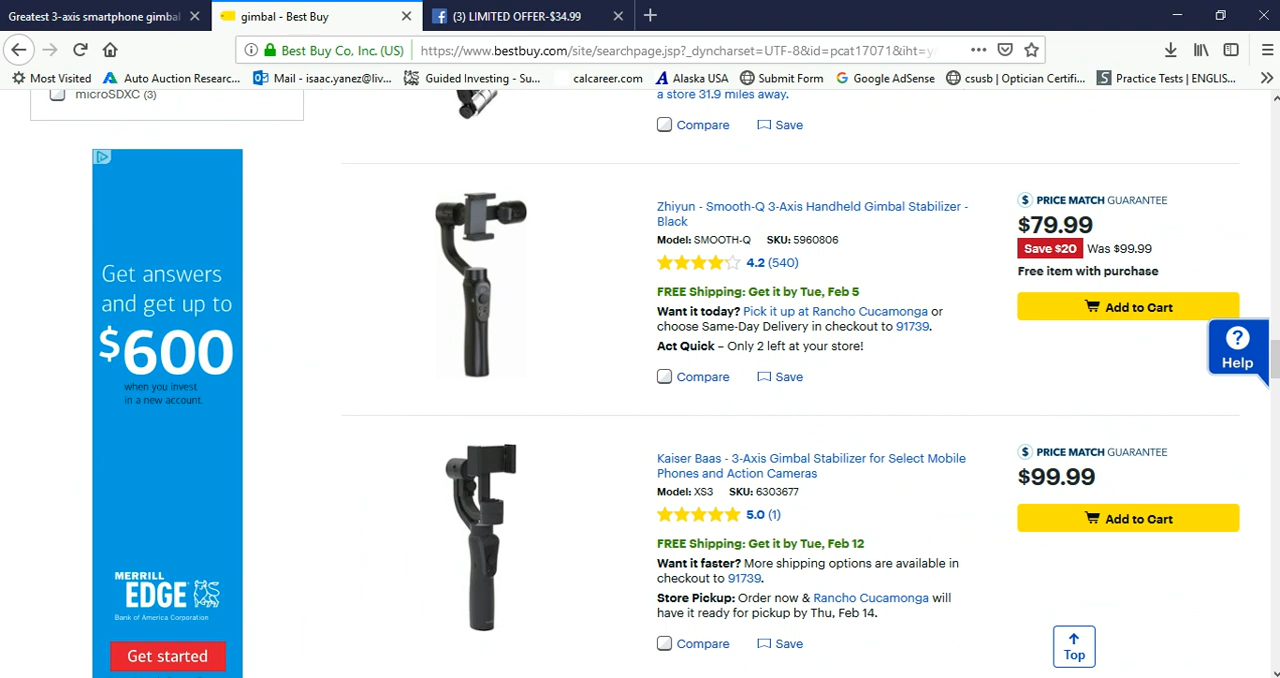 Greatest 3-axis smartphone gimbal
gimbal - Best Buy
(3) LIMITED OFFER-$34.99
Best Buy Co, Inc. (US)
https://www.bestbuy.com/site/searchpage.jsp?_dyncharset=UTF-8&id=pcat17071&iht=y
Most Visited
Auto Auction Researc...
Mail - isaac.yanez@liv...
Guided Investing - Su...
calcareer.com
Alaska USA
Submit Form
Google AdSense
csusb | Optician Certifi...
Practice Tests | ENGLIS...
microSDXC (3)
a store 31.9 miles away.
Compare
Save
Get answers
and get up to
$600
when you invest
in a new account.
MERRILL
EDGE
Bank of America Corporation
Get started
Zhiyun - Smooth-Q 3-Axis Handheld Gimbal Stabilizer -
Black
Model: SMOOTH-Q SKU: 5960806
4.2 (540)
FREE Shipping: Get it by Tue, Feb 5
Want it today? Pick it up at Rancho Cucamonga or
choose Same-Day Delivery in checkout to 91739.
Act Quick – Only 2 left at your store!
Compare
Save
PRICE MATCH GUARANTEE
$79.99
Save $20 Was $99.99
Free item with purchase
Add to Cart
?
Help
Kaiser Baas - 3-Axis Gimbal Stabilizer for Select Mobile
Phones and Action Cameras
Model: XS3 SKU: 6303677
5.0 (1)
FREE Shipping: Get it by Tue, Feb 12
Want it faster? More shipping options are available in
checkout to 91739.
Store Pickup: Order now & Rancho Cucamonga will
have it ready for pickup by Thu, Feb 14.
Compare
Save
PRICE MATCH GUARANTEE
$99.99
Add to Cart
Top